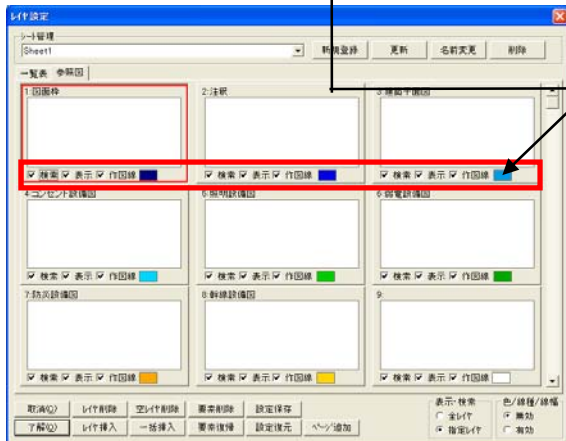 レイヤ設定
シート管理
Sheet1
新規登録 更新 名前変更 削除
一覧表 参照図
1:図面枠 2:注釈 3:建築平面図
検索 表示 作図線 検索 表示 作図線 検索 表示 作図線
4:コンセント設備図 5:照明設備図 6:弱電設備図
検索 表示 作図線 検索 表示 作図線 検索 表示 作図線
7:防災設備図 8:幹線設備図 9:
検索 表示 作図線 検索 表示 作図線 検索 表示 作図線
取消(Q) レイヤ削除 空レイヤ削除 要素削除 設定保存
了解(Q) レイヤ挿入 一括挿入 要素復帰 設定復元 ページ追加
表示・検索
全レイヤ
指定レイヤ
色/線種/線幅
無効
有効